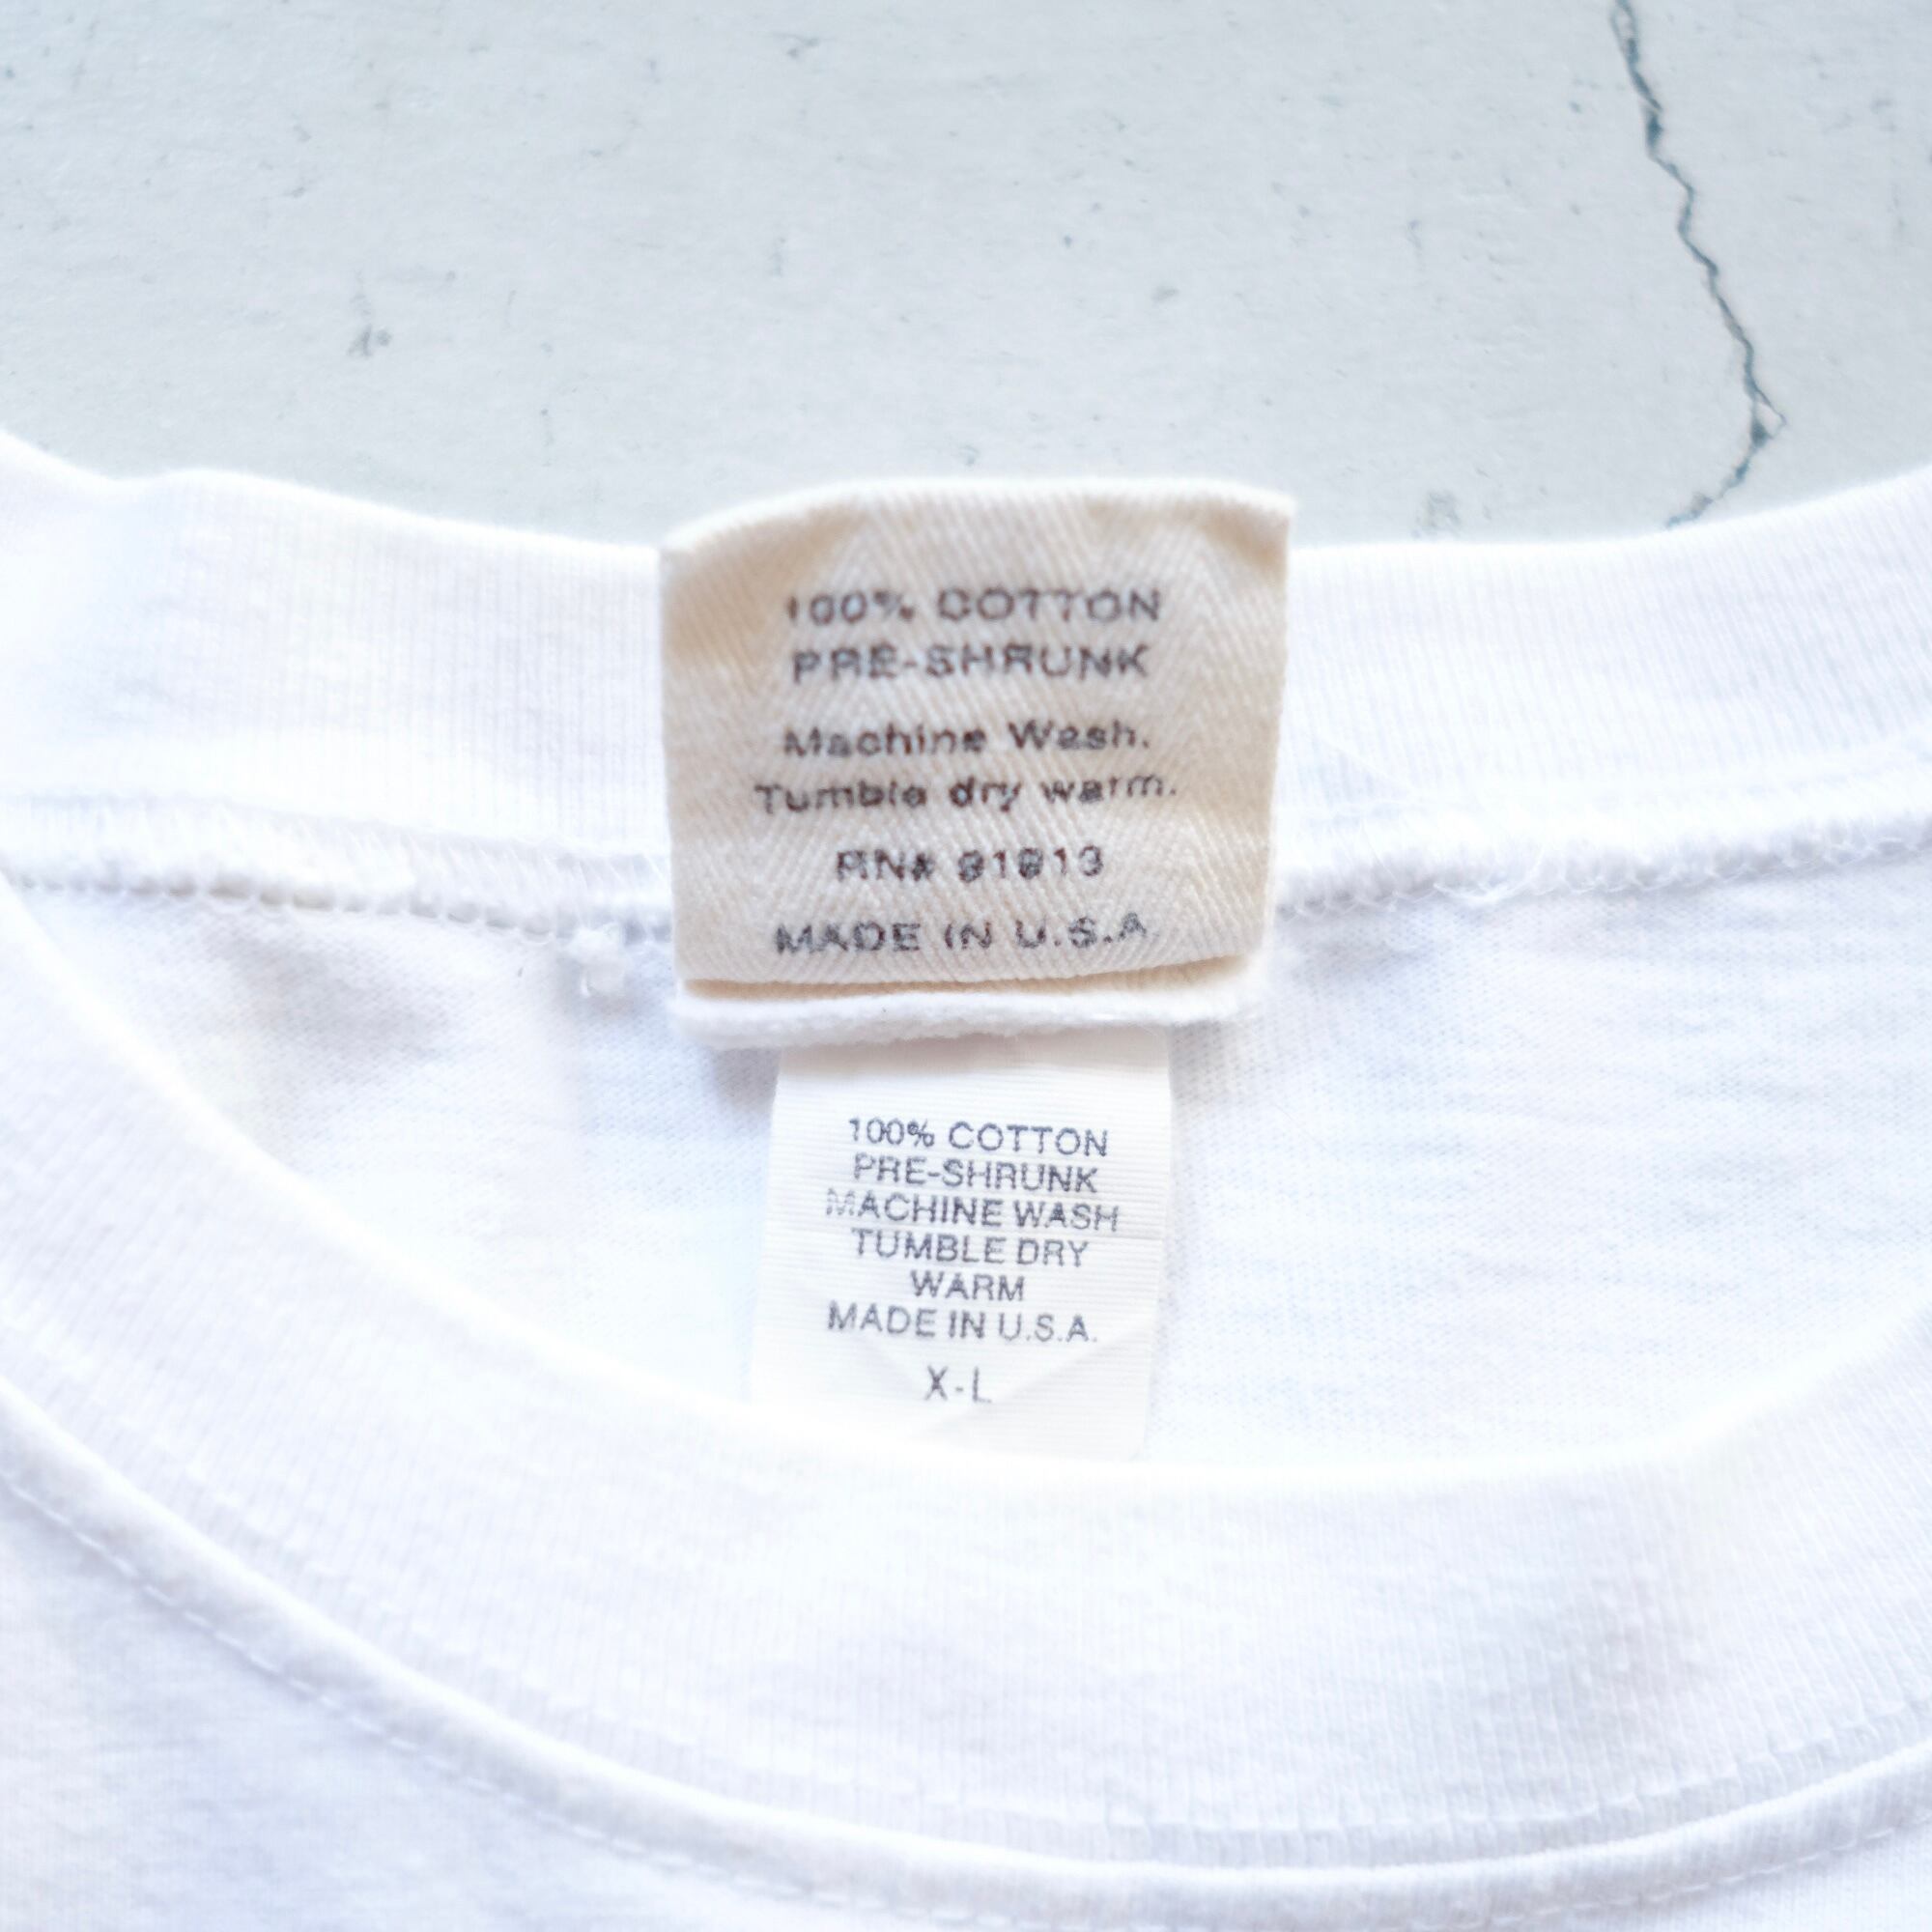 100% COTTON
PRE-SHRUNK
Machine Wash.
Tumble dry warm.
RN# 91913
MADE IN U.S.A.
100% COTTON
PRE-SHRUNK
MACHINE WASH
TUMBLE DRY
WARM
MADE IN U.S.A.
X-L